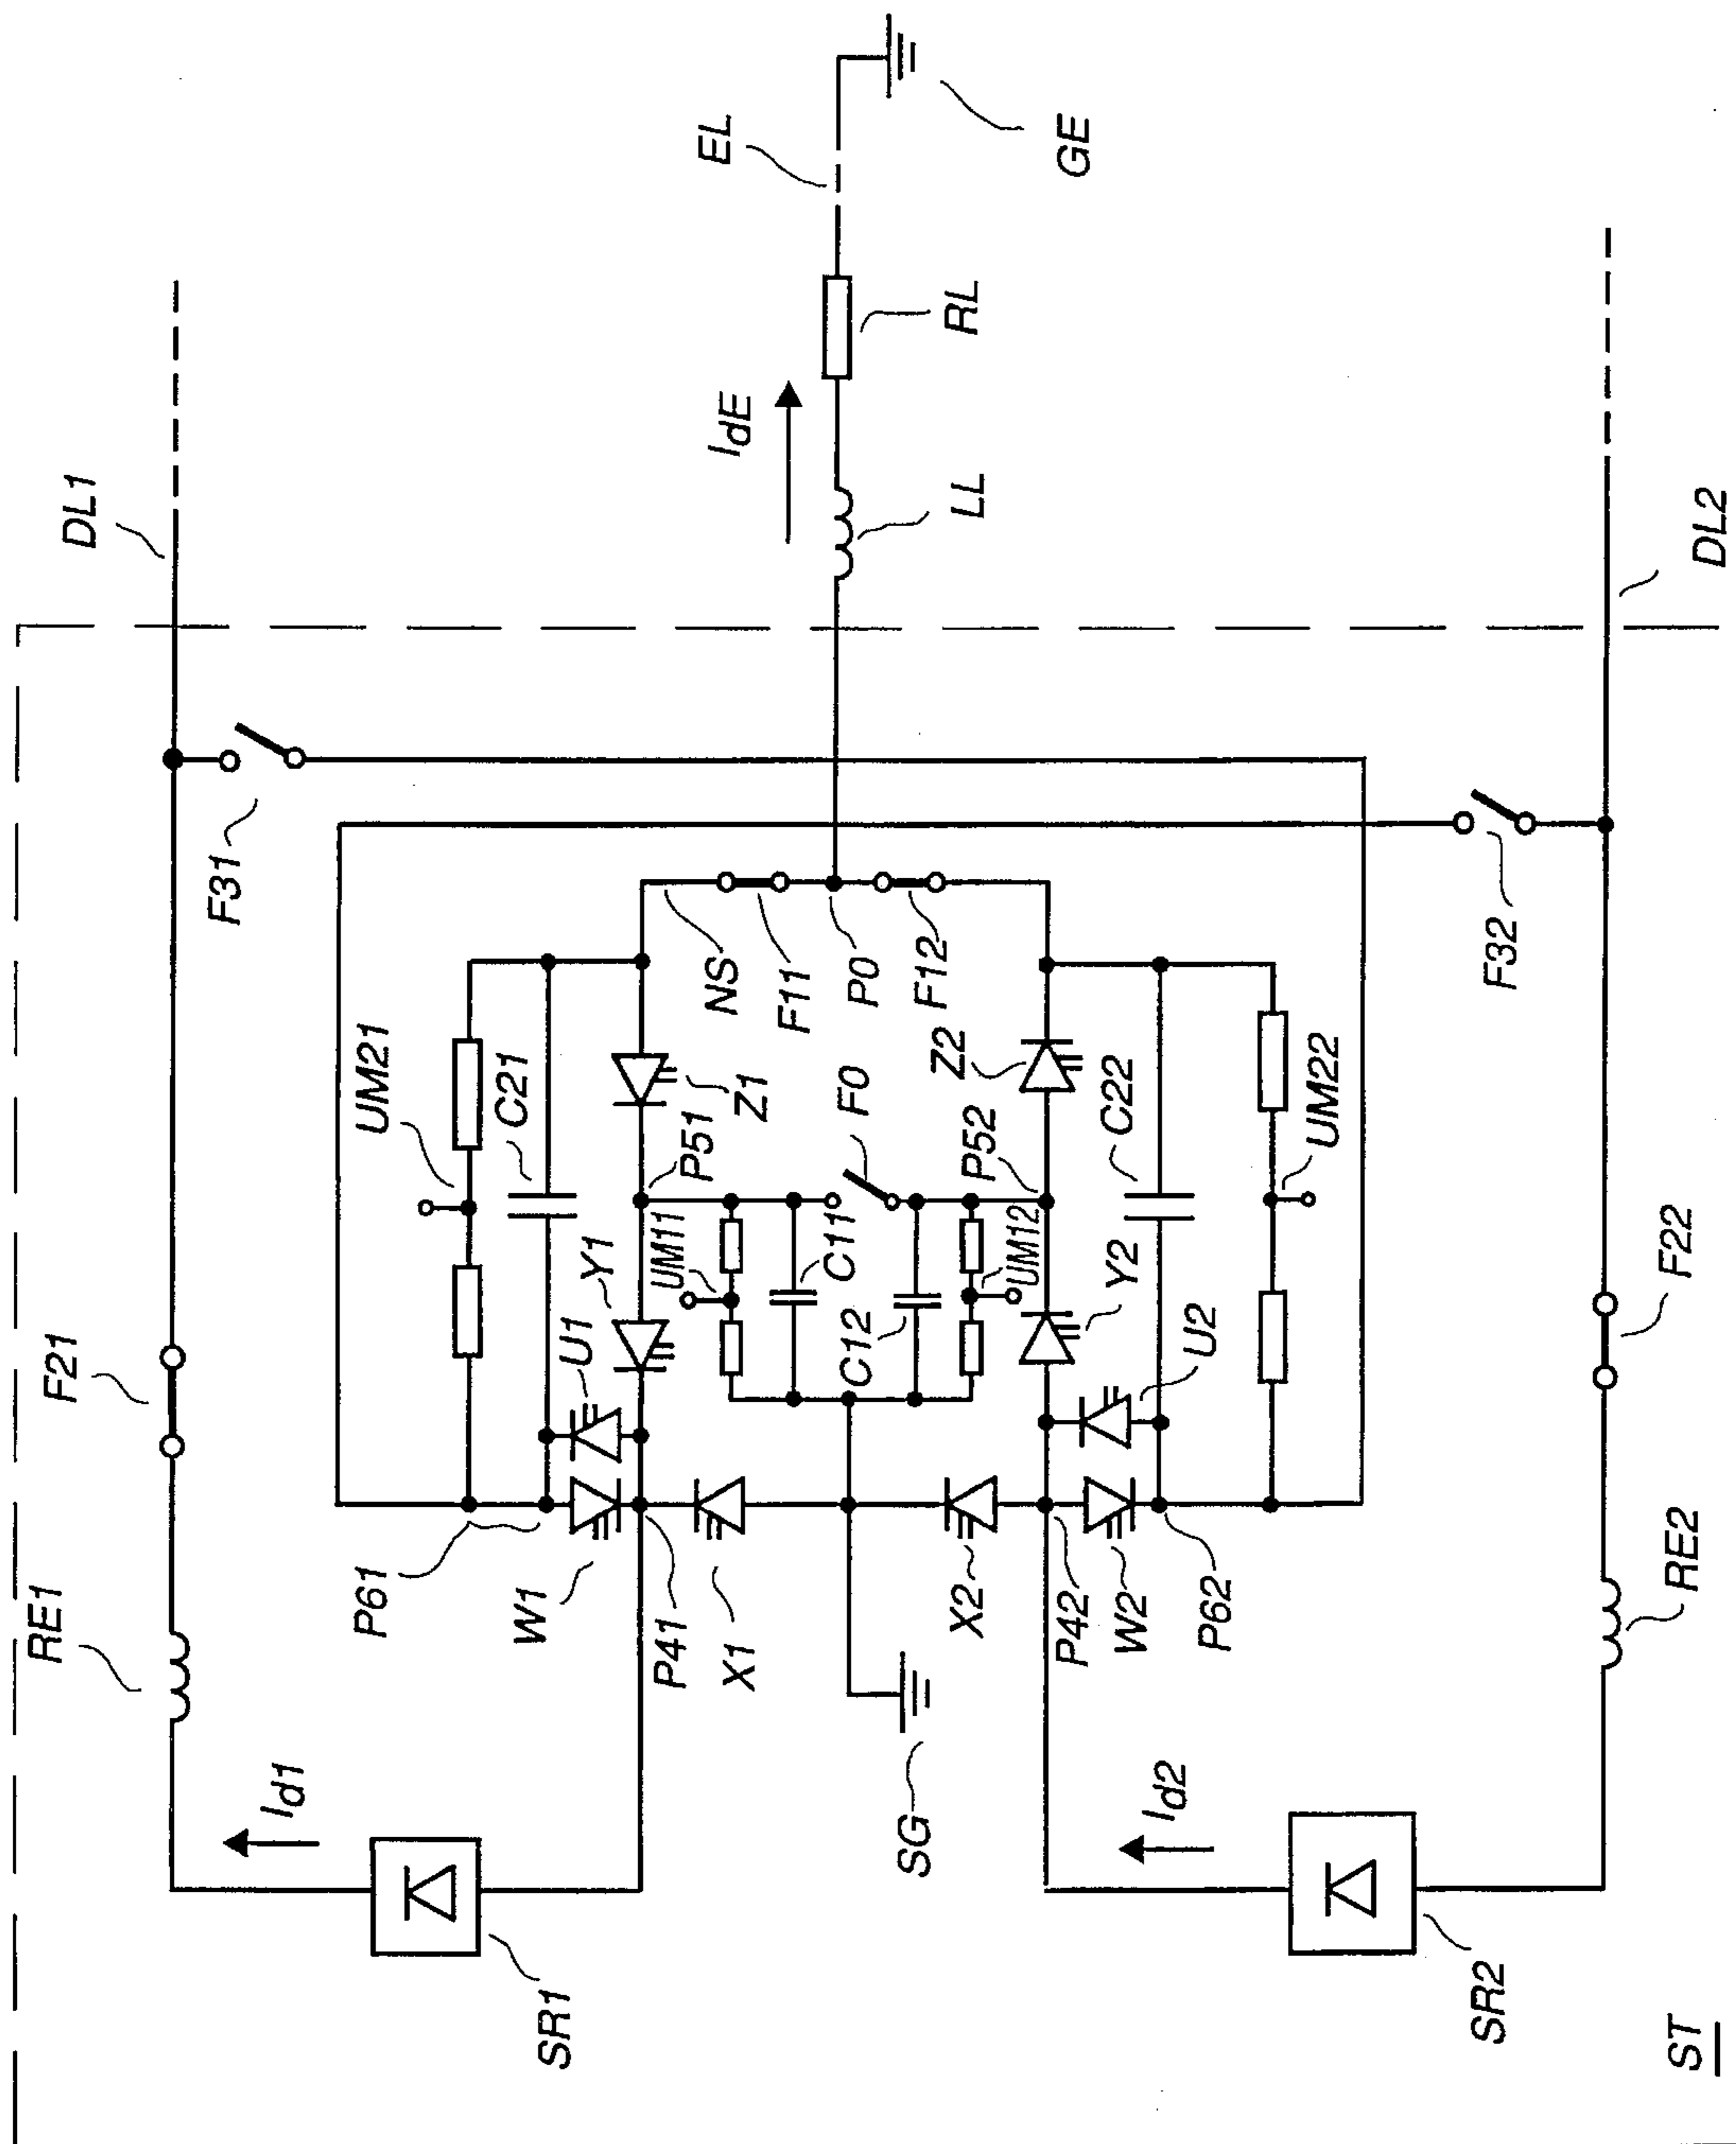 DL1
EL
GE
IdE
RL
LL
DL2
F31
F32
NS
F11
P0
F12
UM21
C21
Z1
P51
F0
Z2
P52
C22
UM22
F21
U1
Y1
UM11
C11
C12
UM12
Y2
U2
F22
RE1
P61
W1
P41
X1
X2
P42
W2
P62
RE2
Id1
SG
Id2
SR1
SR2
ST